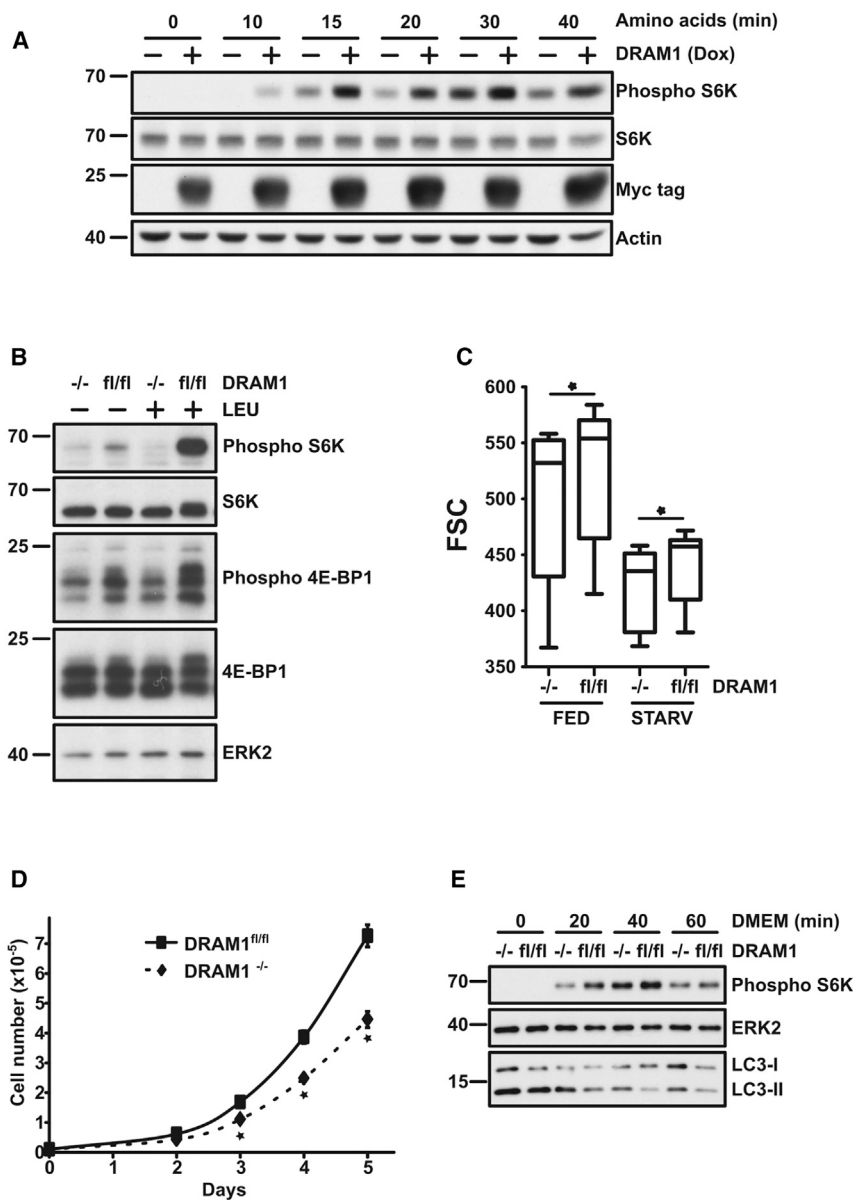 A
0 10 15 20 30 40 Amino acids (min)
− + − + − + − + − + − + DRAM1 (Dox)
70 Phospho S6K
70 S6K
25 Myc tag
40 Actin
B
-/- fl/fl -/- fl/fl DRAM1
− − + + LEU
70 Phospho S6K
70 S6K
25 Phospho 4E-BP1
25 4E-BP1
40 ERK2
C
FSC
600
550
500
450
400
350
-/- fl/fl -/- fl/fl DRAM1
FED STARV
D
Cell number (x10⁻⁵)
7
6
5
4
3
2
1
0
DRAM1fl/fl
DRAM1 -/-
0 1 2 3 4 5
Days
E
0 20 40 60 DMEM (min)
-/- fl/fl -/- fl/fl -/- fl/fl -/- fl/fl DRAM1
70 Phospho S6K
40 ERK2
LC3-I
15 LC3-II